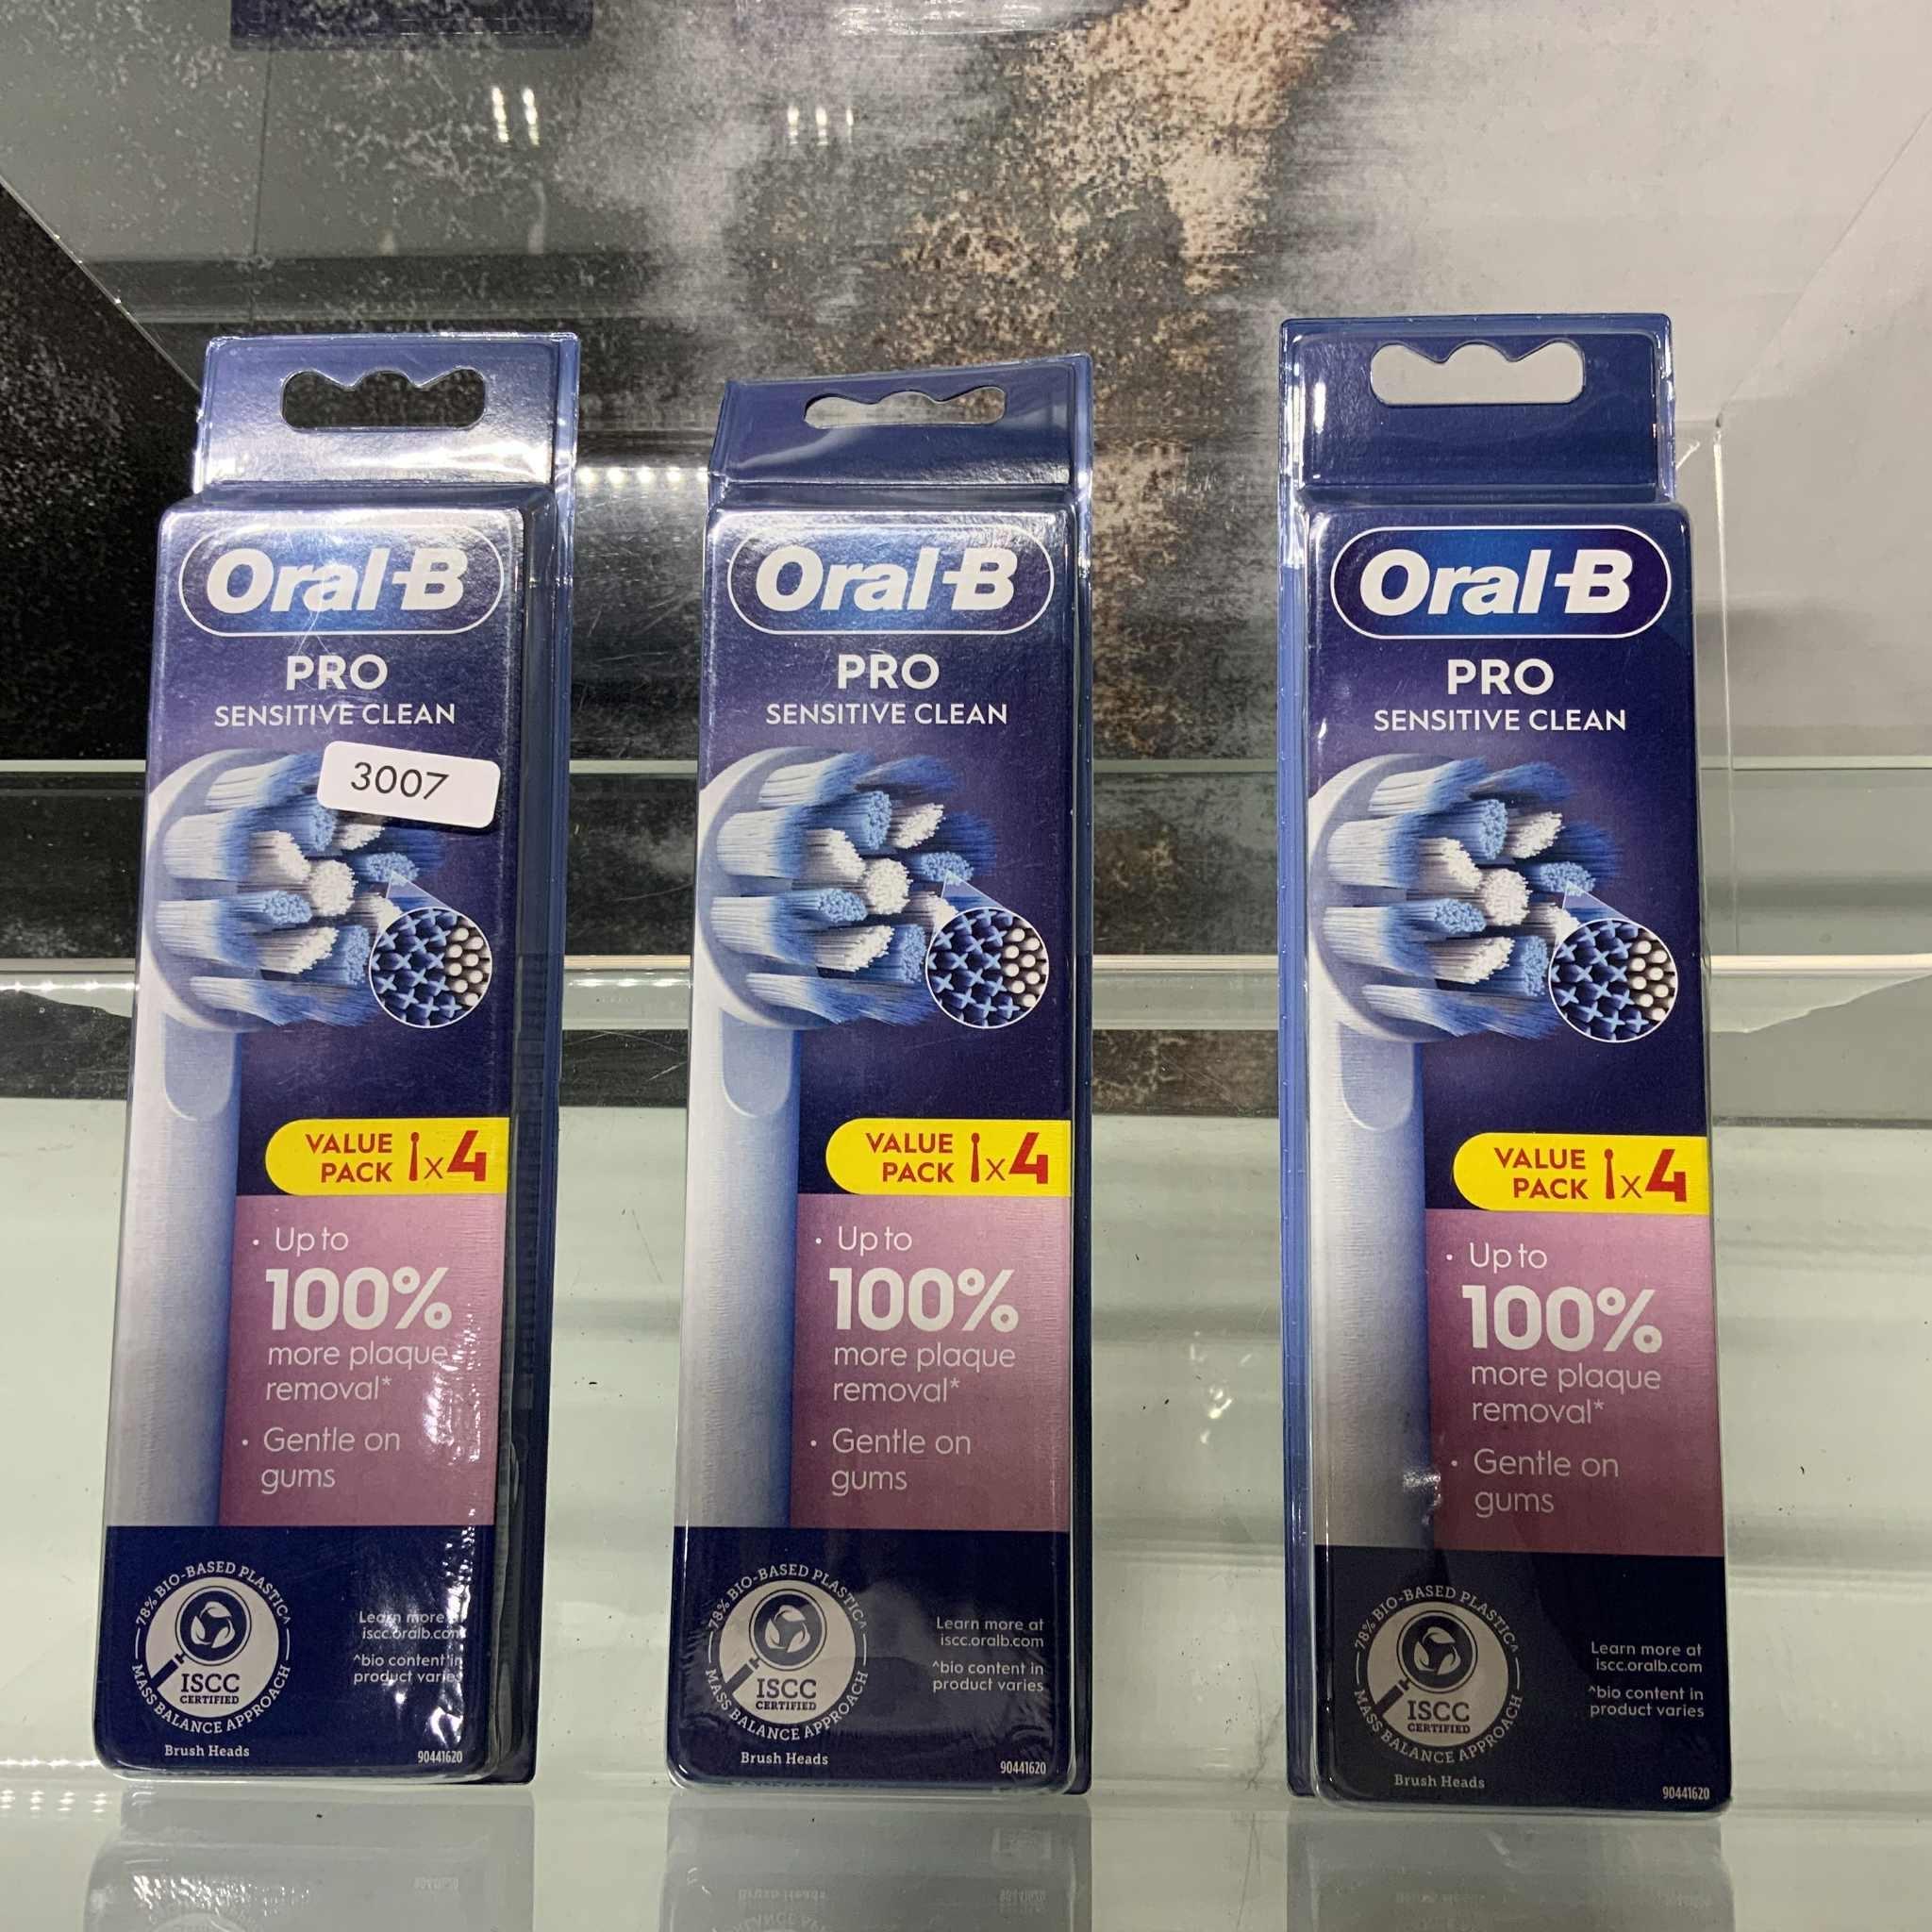 Oral-B
PRO
SENSITIVE CLEAN
3007
VALUE
PACK x4
• Up to
100%
more plaque
removal*
• Gentle on
gums
78% BIO-BASED PLASTIC^
ISCC
CERTIFIED
MASS BALANCE APPROACH
Brush Heads
Learn more at
iscc.oralb.com
^bio content in
product varies
90441620
Oral-B
PRO
SENSITIVE CLEAN
VALUE
PACK x4
• Up to
100%
more plaque
removal*
• Gentle on
gums
78% BIO-BASED PLASTIC^
ISCC
CERTIFIED
MASS BALANCE APPROACH
Brush Heads
Learn more at
iscc.oralb.com
^bio content in
product varies
90441620
Oral-B
PRO
SENSITIVE CLEAN
VALUE
PACK x4
• Up to
100%
more plaque
removal*
• Gentle on
gums
78% BIO-BASED PLASTIC^
ISCC
CERTIFIED
MASS BALANCE APPROACH
Brush Heads
Learn more at
iscc.oralb.com
^bio content in
product varies
90441620